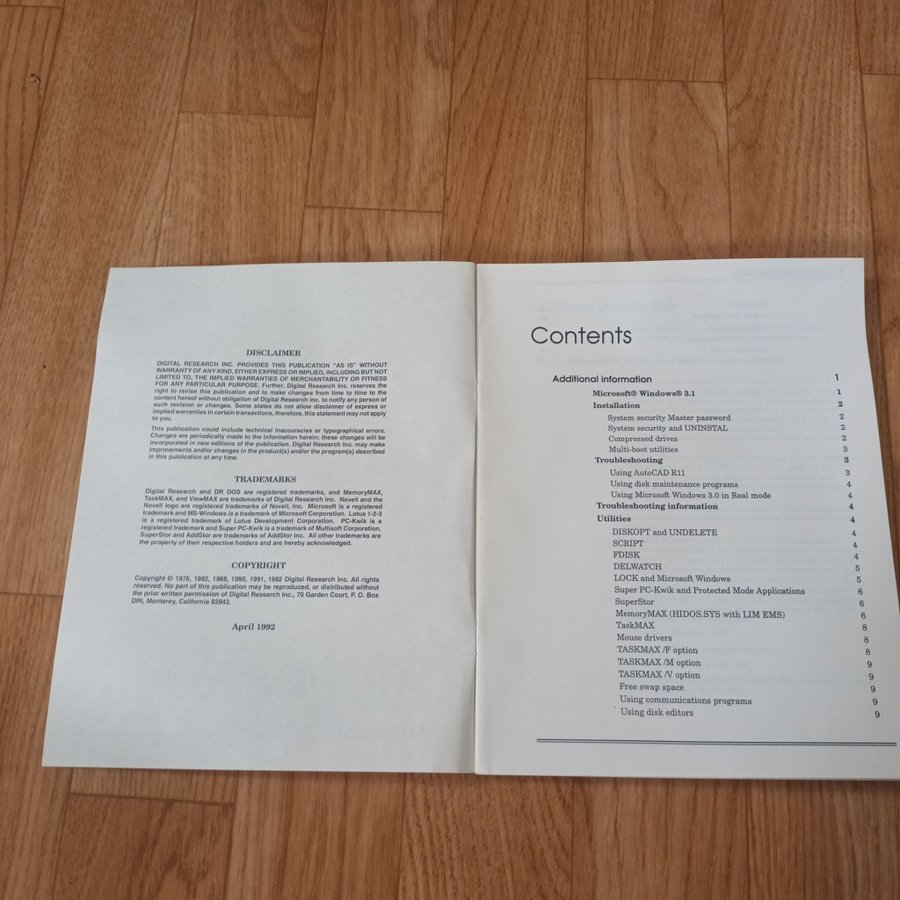 DISCLAIMER
DIGITAL RESEARCH INC. PROVIDES THIS PUBLICATION "AS IS" WITHOUT
WARRANTY OF ANY KIND, EITHER EXPRESS OR IMPLIED, INCLUDING BUT NOT
LIMITED TO, THE IMPLIED WARRANTIES OF MERCHANTABILITY OR FITNESS
FOR ANY PARTICULAR PURPOSE. Further, Digital Research Inc. reserves the
right to revise this publication and to make changes from time to time to the
content hereof without obligation of Digital Research Inc. to notify any person of
such revision or changes. Some states do not allow disclaimer of express or
implied warranties in certain transactions, therefore, this statement may not apply
to you.
This publication could include technical inaccuracies or typographical errors.
Changes are periodically made to the information herein; these changes will be
incorporated in new editions of the publication. Digital Research Inc. may make
improvements and/or changes in the product(s) and/or the program(s) described
in this publication at any time.
TRADEMARKS
Digital Research and DR DOS are registered trademarks, and MemoryMAX,
TaskMAX, and ViewMAX are trademarks of Digital Research Inc. Novell and the
Novell logo are registered trademarks of Novell, Inc. Microsoft is a registered
trademark and MS-Windows is a trademark of Microsoft Corporation. Lotus 1-2-3
is a registered trademark of Lotus Development Corporation. PC-Kwik is a
registered trademark and Super PC-Kwik is a trademark of Multisoft Corporation.
SuperStor and AddStor are trademarks of AddStor Inc. All other trademarks are
the property of their respective holders and are hereby acknowledged.
COPYRIGHT
Copyright © 1976, 1982, 1988, 1990, 1991, 1992 Digital Research Inc. All rights
reserved. No part of this publication may be reproduced, or distributed without
the prior written permission of Digital Research Inc., 70 Garden Court, P. O. Box
DRI, Monterey, California 93942.
April 1992
Contents
Additional information 1
Microsoft® Windows® 3.1 1
Installation 2
System security Master password 2
System security and UNINSTAL 2
Compressed drives 2
Multi-boot utilities 3
Troubleshooting 3
Using AutoCAD R11 3
Using disk maintenance programs 4
Using Microsoft Windows 3.0 in Real mode 4
Troubleshooting information 4
Utilities 4
DISKOPT and UNDELETE 4
SCRIPT 4
FDISK 4
DELWATCH 5
LOCK and Microsoft Windows 5
Super PC-Kwik and Protected Mode Applications 6
SuperStor 6
MemoryMAX (HIDOS.SYS with LIM EMS) 6
TaskMAX 8
Mouse drivers 8
TASKMAX /F option 8
TASKMAX /M option 9
TASKMAX /V option 9
Free swap space 9
Using communications programs 9
Using disk editors 9